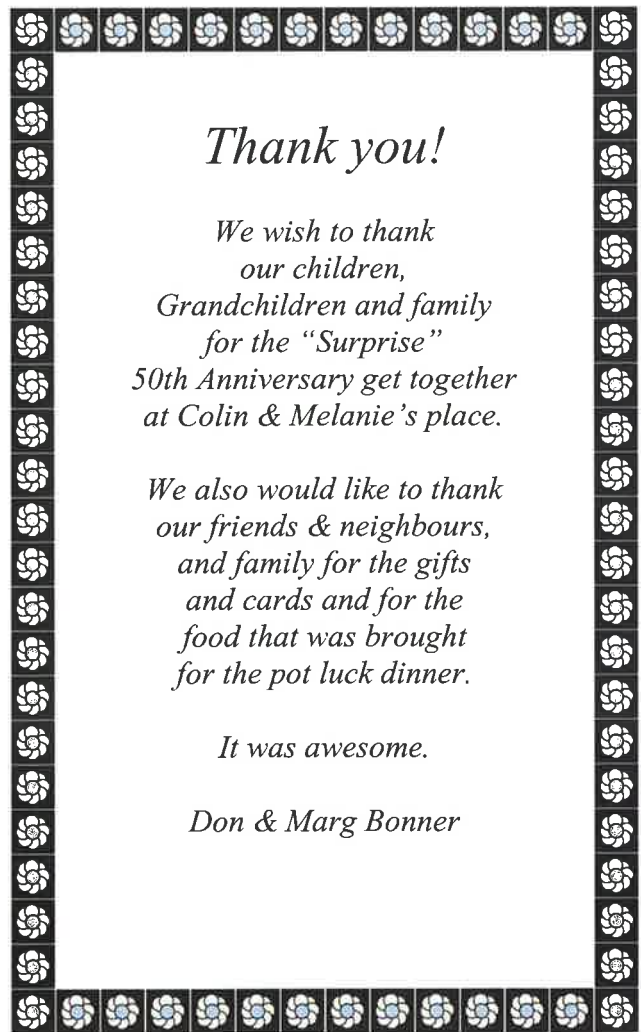 Thank you!
We wish to thank
our children,
Grandchildren and family
for the “Surprise”
50th Anniversary get together
at Colin & Melanie’s place.
We also would like to thank
our friends & neighbours,
and family for the gifts
and cards and for the
food that was brought
for the pot luck dinner.
It was awesome.
Don & Marg Bonner